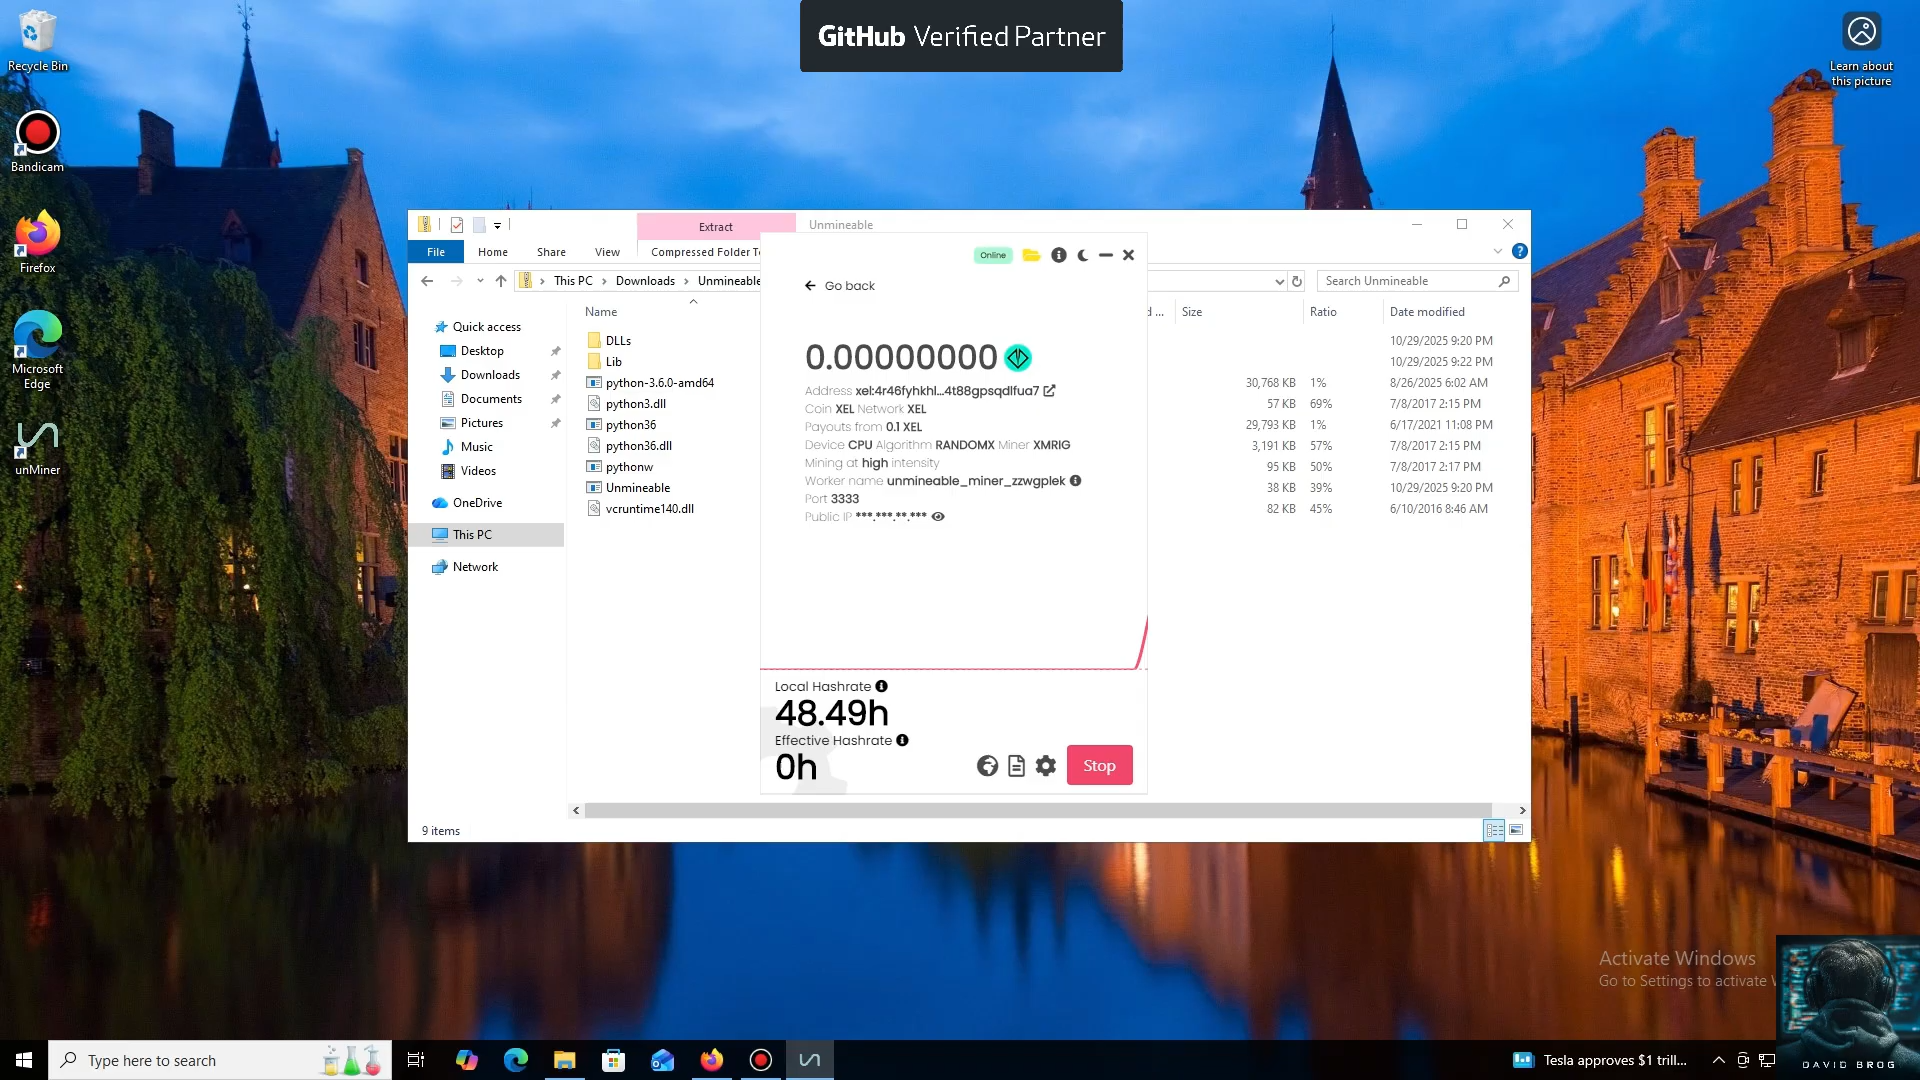 GitHub Verified Partner
Recycle Bin
Learn about
this picture
Bandicam
Firefox
Microsoft
Edge
unMiner
Extract
Unmineable
File
Home
Share
View
Compressed Folder T
This PC
Downloads
Unmineable
Search Unmineable
Name
Size
Ratio
Date modified
Quick access
Desktop
Downloads
Documents
Pictures
Music
Videos
OneDrive
This PC
Network
DLLs 10/29/2025 9:20 PM
Lib 10/29/2025 9:22 PM
python-3.6.0-amd64 30,768 KB 1% 8/26/2025 6:02 AM
python3.dll 57 KB 69% 7/8/2017 2:15 PM
python36 29,793 KB 1% 6/17/2021 11:08 PM
python36.dll 3,191 KB 57% 7/8/2017 2:15 PM
pythonw 95 KB 50% 7/8/2017 2:17 PM
Unmineable 38 KB 39% 10/29/2025 9:20 PM
vcruntime140.dll 82 KB 45% 6/10/2016 8:46 AM
Online
Go back
0.00000000
Address xel:4r46fyhkhl...4t88gpsqdlfua7
Coin XEL Network XEL
Payouts from 0.1 XEL
Device CPU Algorithm RANDOMX Miner XMRIG
Mining at high intensity
Worker name unmineable_miner_zzwgplek
Port 3333
Public IP ***.***.**.***
Local Hashrate
48.49h
Effective Hashrate
0h
Stop
9 items
Activate Windows
Go to Settings to activate
DAVID BROG
Type here to search
Tesla approves $1 trill...